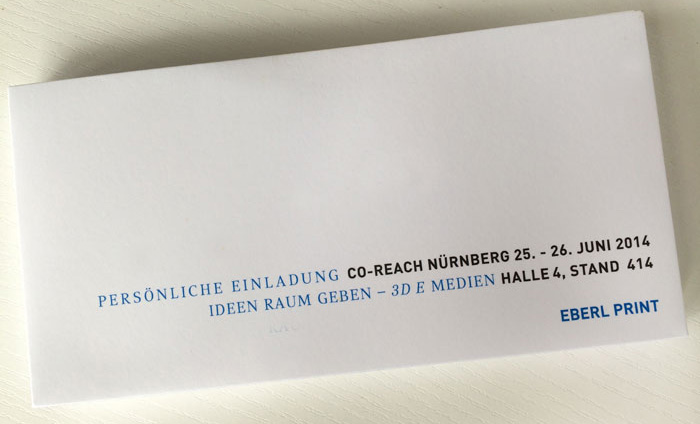 PERSÖNLICHE EINLADUNG CO-REACH NÜRNBERG 25. - 26. JUNI 2014
IDEEN RAUM GEBEN – 3D E MEDIEN HALLE 4, STAND 414
EBERL PRINT